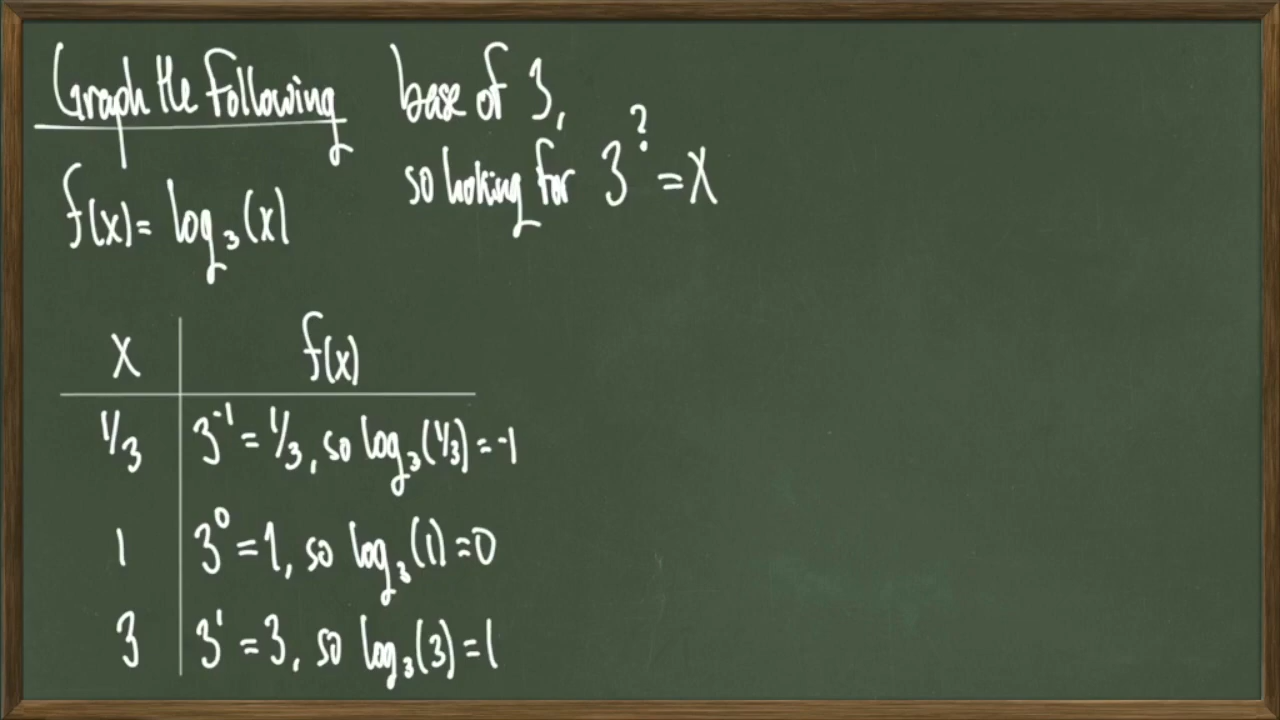 Graph the Following
f(x) = log₃(x)
base of 3,
so looking for 3^? = X
X f(x)
1/3 3^-1 = 1/3, so log₃(1/3) = -1
1 3^0 = 1, so log₃(1) = 0
3 3^1 = 3, so log₃(3) = 1